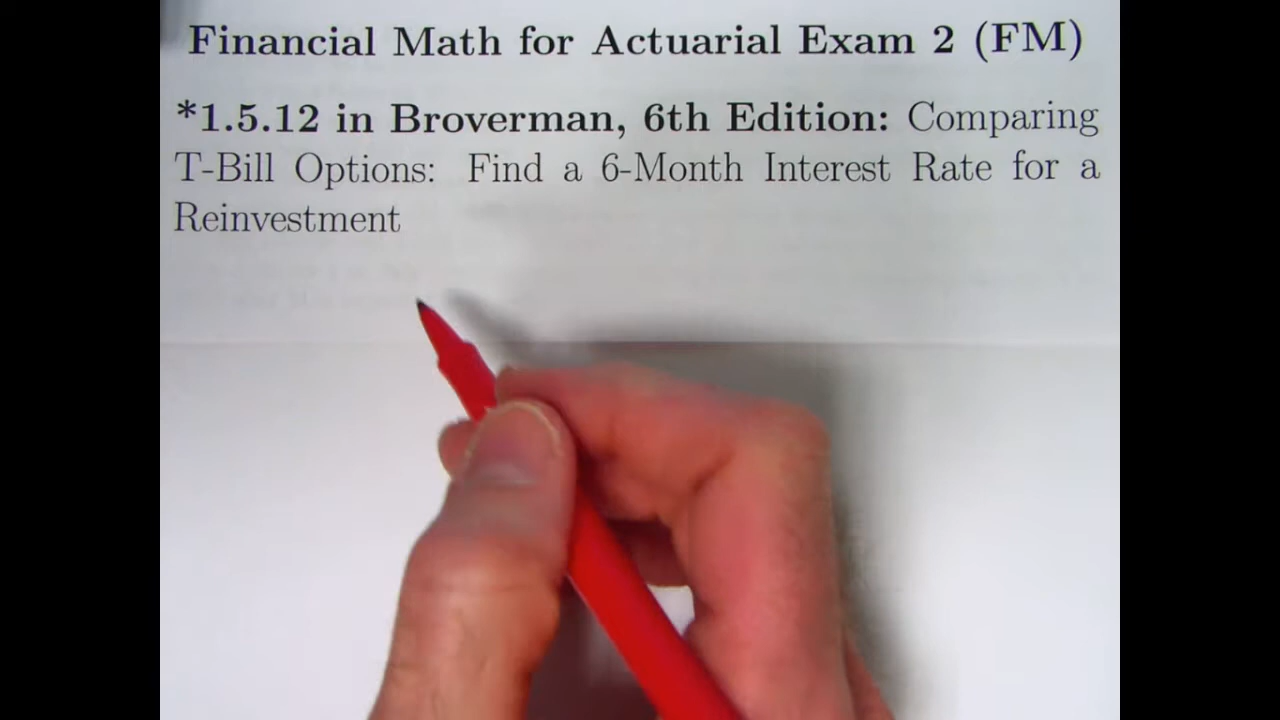 Financial Math for Actuarial Exam 2 (FM)
*1.5.12 in Broverman, 6th Edition: Comparing
T-Bill Options: Find a 6-Month Interest Rate for a
Reinvestment